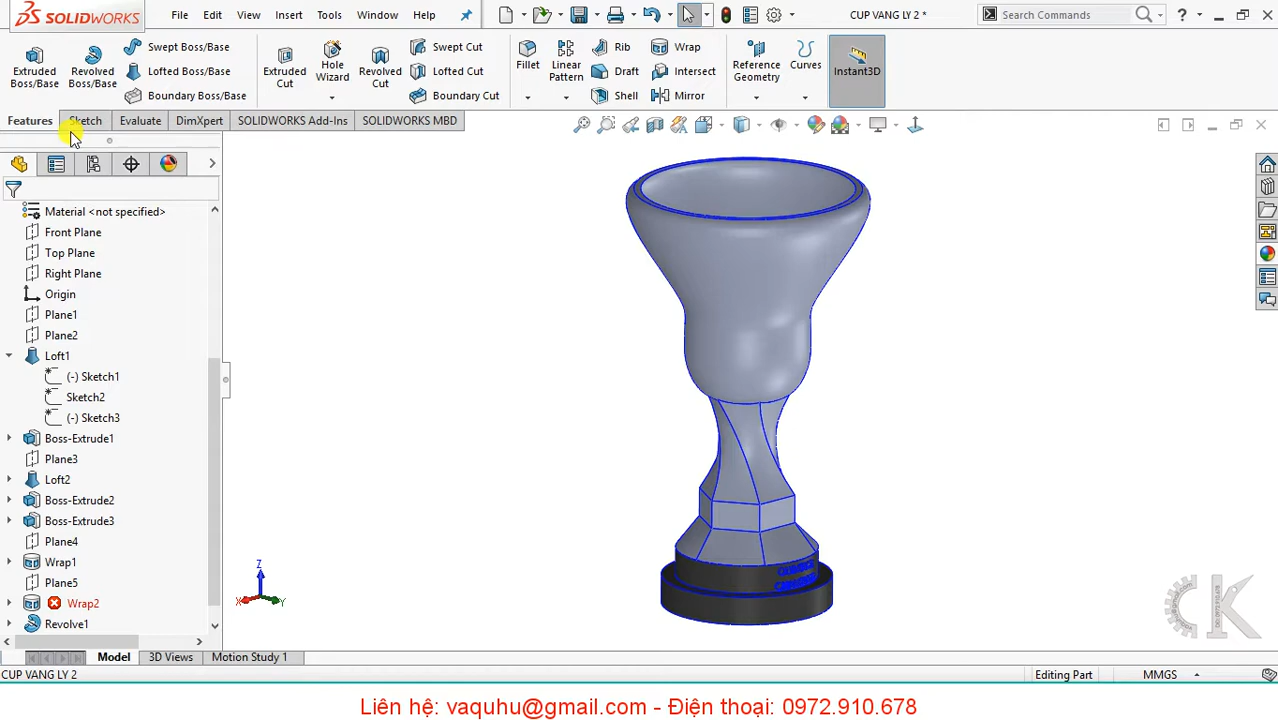 SOLIDWORKS
File
Edit
View
Insert
Tools
Window
Help
CUP VANG LY 2 *
Search Commands
?
Extruded Boss/Base
Revolved Boss/Base
Swept Boss/Base
Lofted Boss/Base
Boundary Boss/Base
Extruded Cut
Hole Wizard
Revolved Cut
Swept Cut
Lofted Cut
Boundary Cut
Fillet
Linear Pattern
Rib
Draft
Shell
Wrap
Intersect
Mirror
Reference Geometry
Curves
Instant3D
Features
Sketch
Evaluate
DimXpert
SOLIDWORKS Add-Ins
SOLIDWORKS MBD
Material <not specified>
Front Plane
Top Plane
Right Plane
Origin
Plane1
Plane2
Loft1
(-) Sketch1
Sketch2
(-) Sketch3
Boss-Extrude1
Plane3
Loft2
Boss-Extrude2
Boss-Extrude3
Plane4
Wrap1
Plane5
Wrap2
Revolve1
Z
X
Y
Model
3D Views
Motion Study 1
CUP VANG LY 2
Editing Part
MMGS
Liên hệ: vaquhu@gmail.com - Điện thoại: 0972.910.678